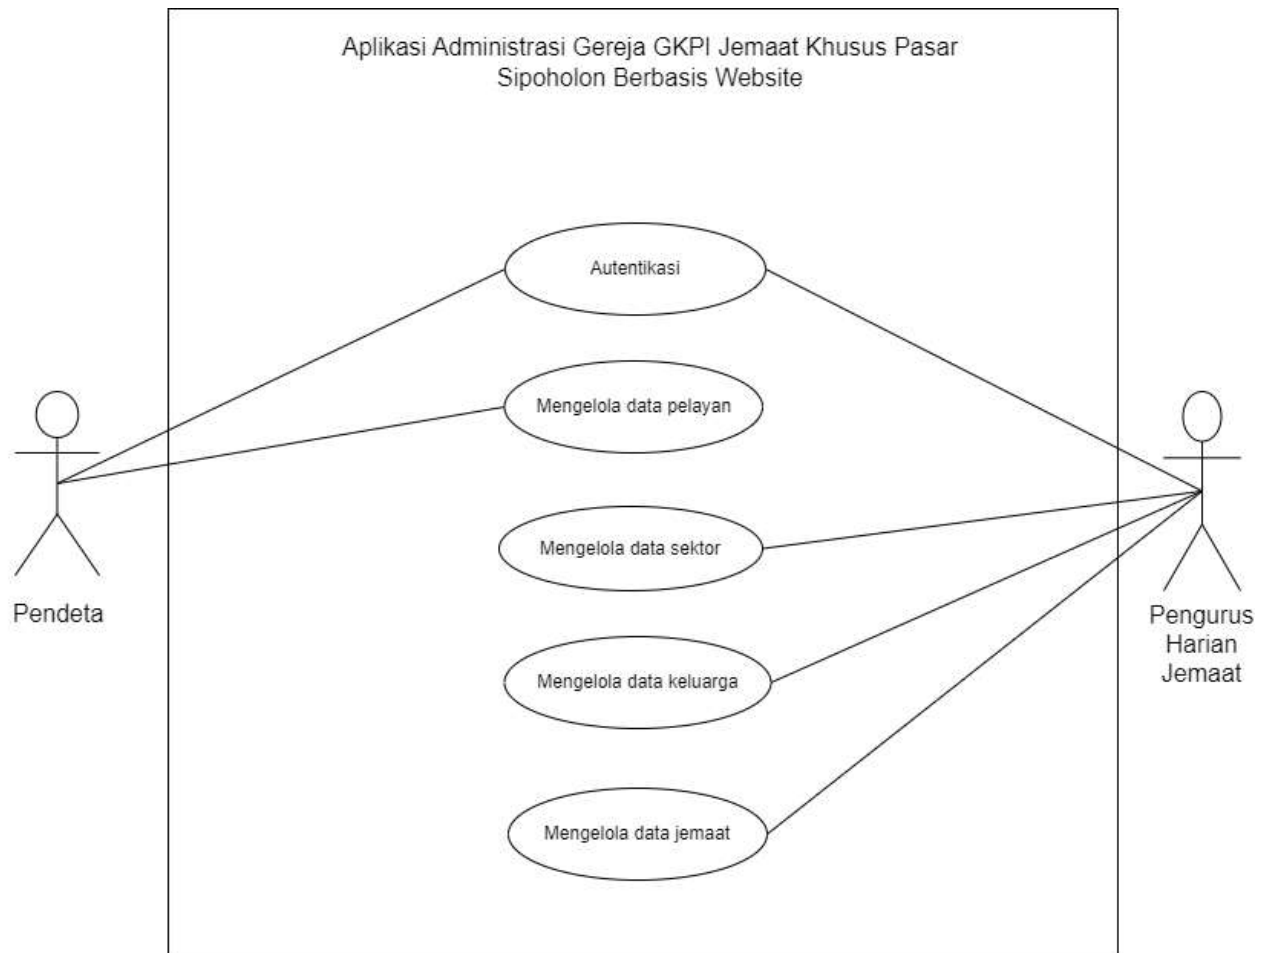 Aplikasi Administrasi Gereja GKPI Jemaat Khusus Pasar
Sipoholon Berbasis Website
Autentikasi
Mengelola data pelayan
Mengelola data sektor
Mengelola data keluarga
Mengelola data jemaat
Pendeta
Pengurus
Harian
Jemaat